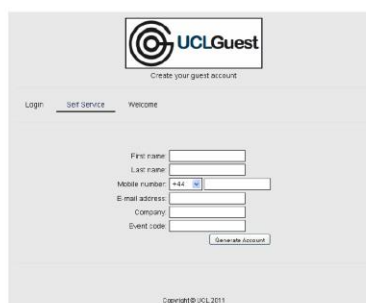 UCLGuest
Create your guest account
Login Self Service Welcome
First name:
Last name:
Mobile number: +44
E-mail address:
Company:
Event code:
Generate Account
Copyright © UCL 2011